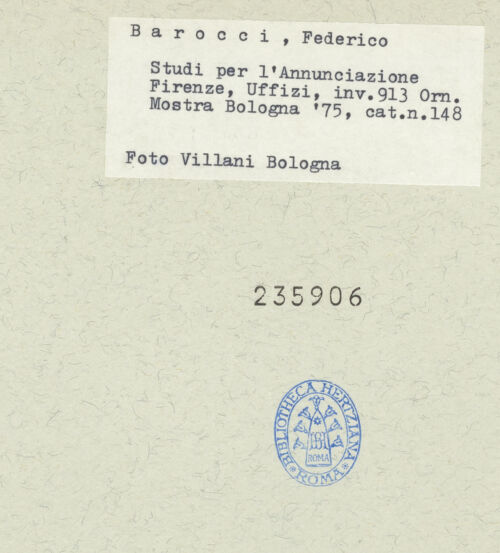 B a r o c c i , Federico
Studi per l'Annunciazione
Firenze, Uffizi, inv.913 Orn.
Mostra Bologna '75, cat.n.148
Foto Villani Bologna
235906
BIBLIOTHECA HERTZIANA
ROMA
* ROMA *